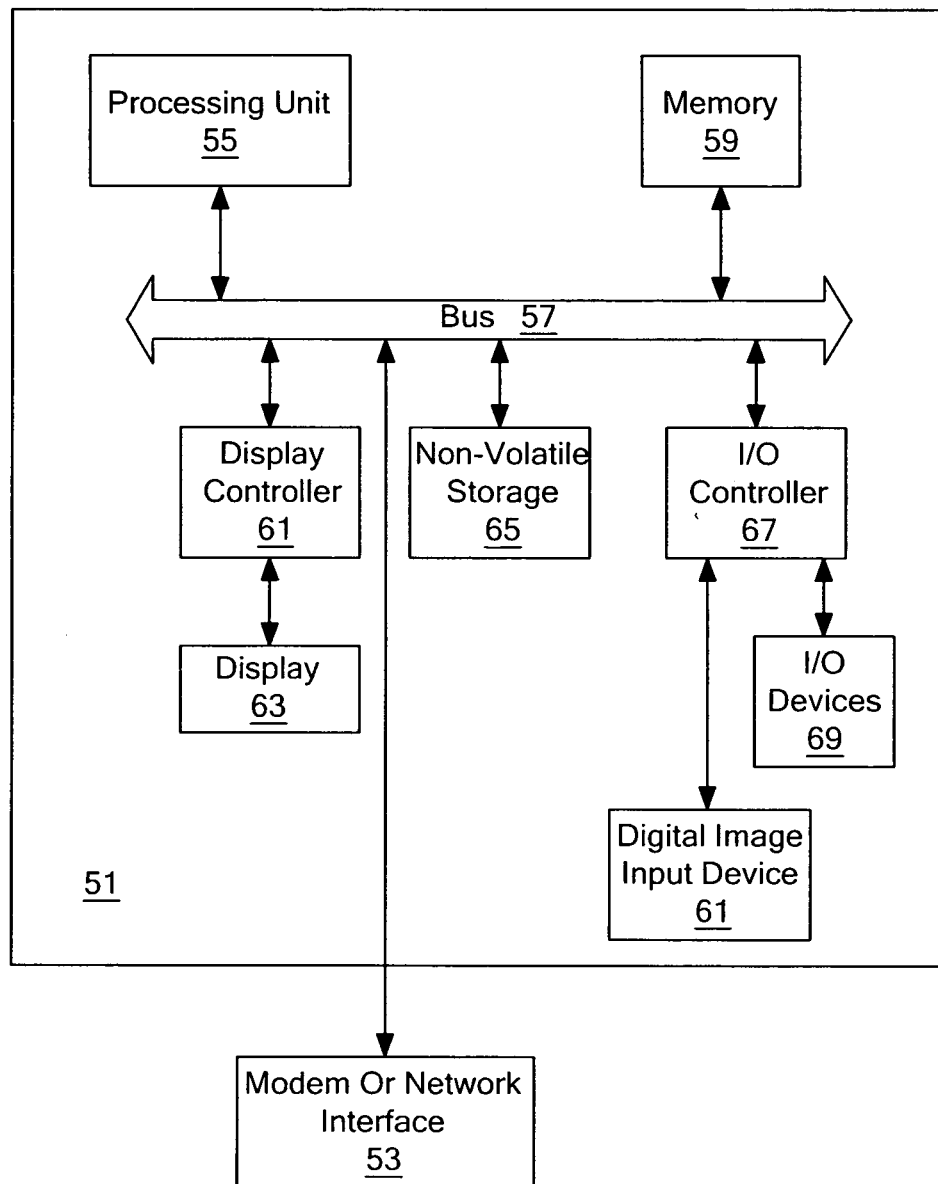 Processing Unit
55
Memory
59
Bus 57
Display
Controller
61
Non-Volatile
Storage
65
I/O
Controller
67
Display
63
I/O
Devices
69
Digital Image
Input Device
61
51
Modem Or Network
Interface
53